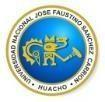 UNIVERSIDAD NACIONAL JOSE FAUSTINO SANCHEZ CARRION
HUACHO